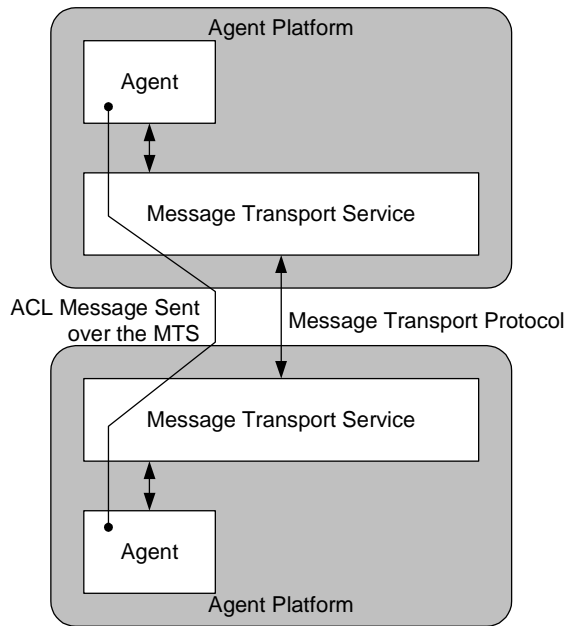 Agent Platform
Agent
Message Transport Service
ACL Message Sent
over the MTS
Message Transport Protocol
Message Transport Service
Agent
Agent Platform